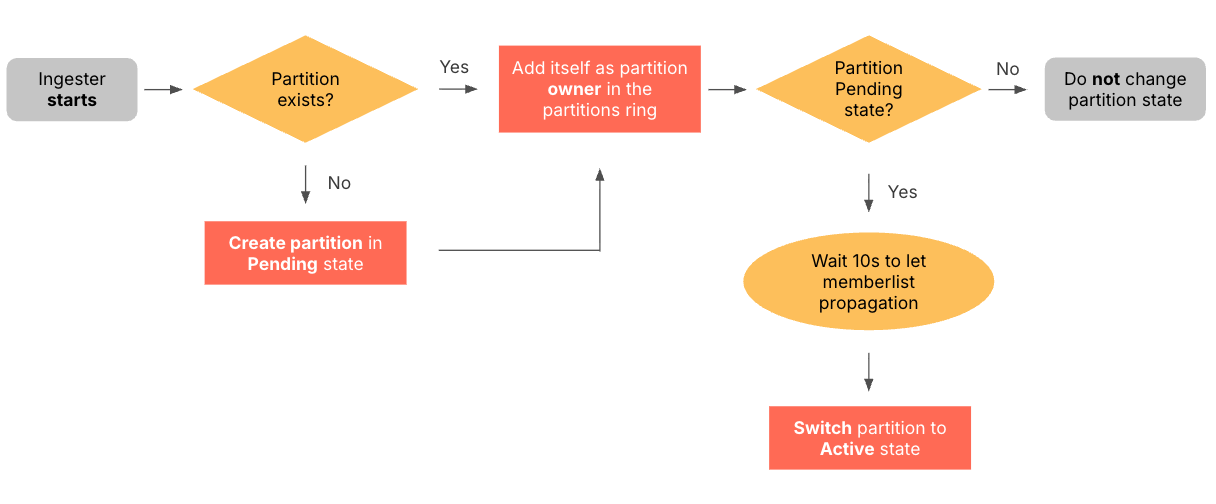 Ingester
starts
Partition
exists?
Yes
No
Create partition in
Pending state
Add itself as partition
owner in the
partitions ring
Partition
Pending
state?
No
Do not change
partition state
Yes
Wait 10s to let
memberlist
propagation
Switch partition to
Active state